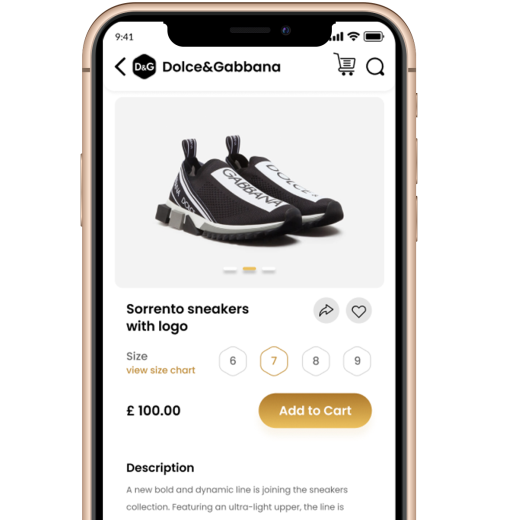 9:41
D&G Dolce&Gabbana
GABBANA
DOLCE
Sorrento sneakers
with logo
Size
view size chart
6 7 8 9
£ 100.00
Add to Cart
Description
A new bold and dynamic line is joining the sneakers
collection. Featuring an ultra-light upper, the line is